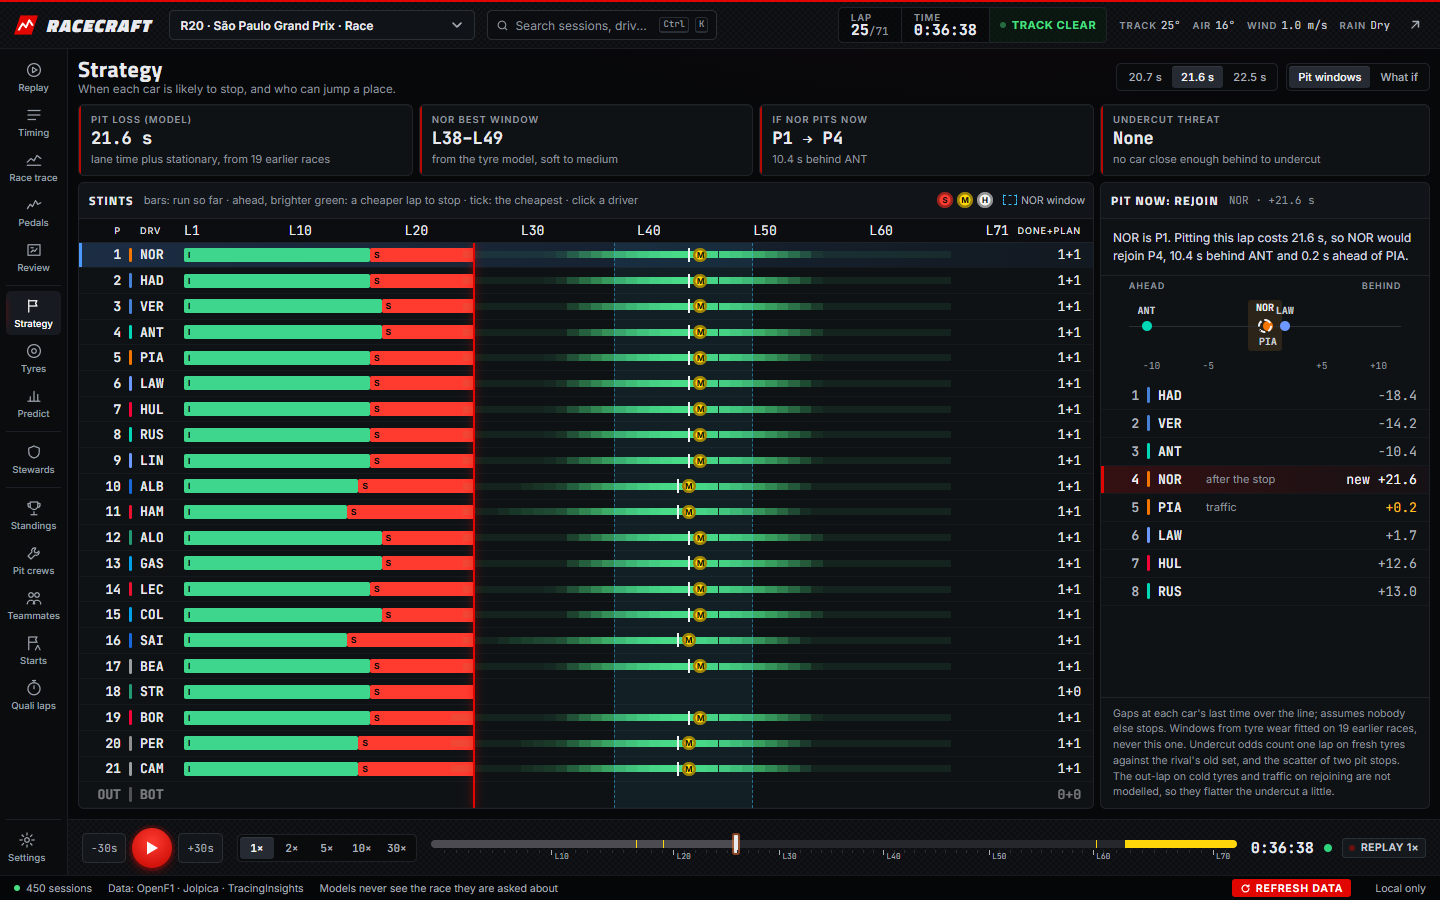 RACECRAFT
R20 · São Paulo Grand Prix · Race
Search sessions, driv... Ctrl K
LAP 25/71
TIME 0:36:38
TRACK CLEAR
TRACK 25° AIR 16° WIND 1.0 m/s RAIN Dry
Replay
Timing
Race trace
Pedals
Review
Strategy
Tyres
Predict
Stewards
Standings
Pit crews
Teammates
Starts
Quali laps
Settings
Strategy
When each car is likely to stop, and who can jump a place.
20.7 s 21.6 s 22.5 s
Pit windows What if
PIT LOSS (MODEL)
21.6 s
lane time plus stationary, from 19 earlier races
NOR BEST WINDOW
L38–L49
from the tyre model, soft to medium
IF NOR PITS NOW
P1 → P4
10.4 s behind ANT
UNDERCUT THREAT
None
no car close enough behind to undercut
STINTS bars: run so far · ahead, brighter green: a cheaper lap to stop · tick: the cheapest · click a driver
S M H NOR window
P DRV L1 L10 L20 L30 L40 L50 L60 L71 DONE+PLAN
1 NOR I S M 1+1
2 HAD I S M 1+1
3 VER I S M 1+1
4 ANT I S M 1+1
5 PIA I S M 1+1
6 LAW I S M 1+1
7 HUL I S M 1+1
8 RUS I S M 1+1
9 LIN I S M 1+1
10 ALB I S M 1+1
11 HAM I S M 1+1
12 ALO I S M 1+1
13 GAS I S M 1+1
14 LEC I S M 1+1
15 COL I S M 1+1
16 SAI I S M 1+1
17 BEA I S M 1+1
18 STR I S 1+0
19 BOR I S M 1+1
20 PER I S M 1+1
21 CAM I S M 1+1
OUT BOT 0+0
PIT NOW: REJOIN NOR · +21.6 s
NOR is P1. Pitting this lap costs 21.6 s, so NOR would
rejoin P4, 10.4 s behind ANT and 0.2 s ahead of PIA.
AHEAD BEHIND
ANT NOR LAW
PIA
-10 -5 +5 +10
1 HAD -18.4
2 VER -14.2
3 ANT -10.4
4 NOR after the stop new +21.6
5 PIA traffic +0.2
6 LAW +1.7
7 HUL +12.6
8 RUS +13.0
Gaps at each car's last time over the line; assumes nobody
else stops. Windows from tyre wear fitted on 19 earlier races,
never this one. Undercut odds count one lap on fresh tyres
against the rival's old set, and the scatter of two pit stops.
The out-lap on cold tyres and traffic on rejoining are not
modelled, so they flatter the undercut a little.
-30s +30s 1× 2× 5× 10× 30×
L10 L20 L30 L40 L50 L60 L70
0:36:38 REPLAY 1×
450 sessions Data: OpenF1 · Jolpica · TracingInsights Models never see the race they are asked about
REFRESH DATA Local only